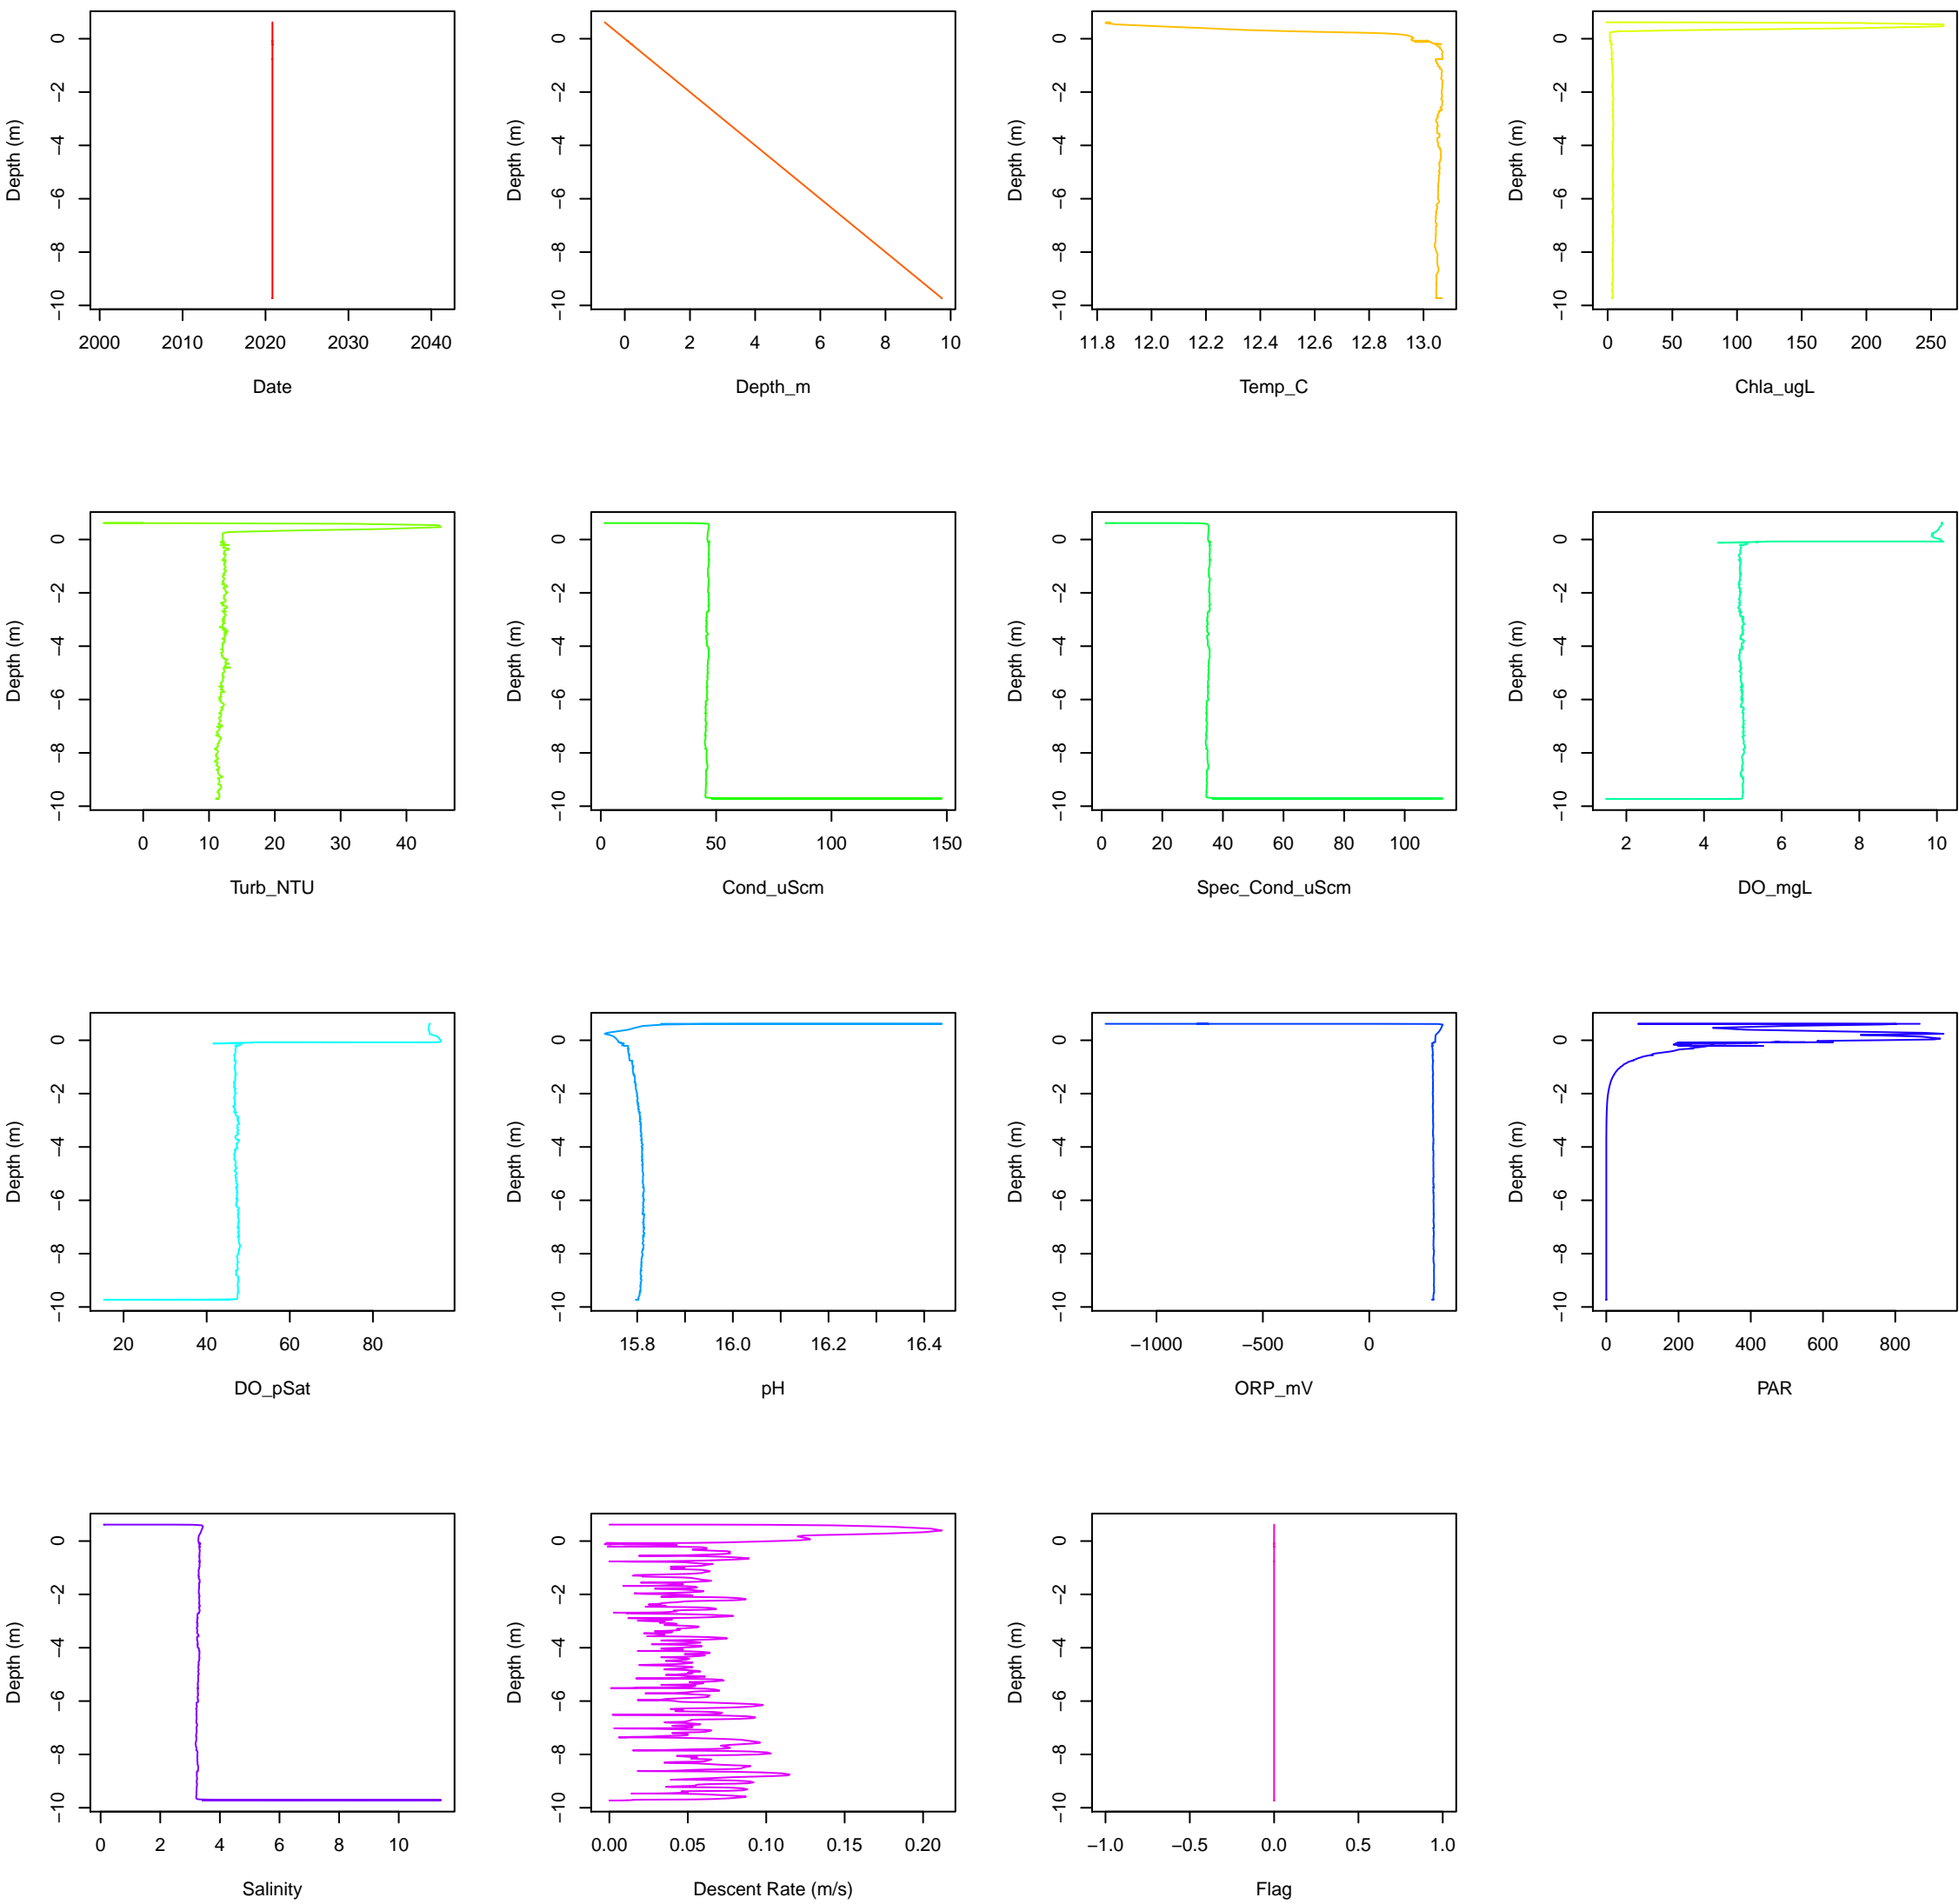 Depth (m)
0
−2
−4
−6
−8
−10
2000 2010 2020 2030 2040
Date
Depth (m)
0
−2
−4
−6
−8
−10
0 2 4 6 8 10
Depth_m
Depth (m)
0
−2
−4
−6
−8
−10
11.8 12.0 12.2 12.4 12.6 12.8 13.0
Temp_C
Depth (m)
0
−2
−4
−6
−8
−10
0 50 100 150 200 250
Chla_ugL
Depth (m)
0
−2
−4
−6
−8
−10
0 10 20 30 40
Turb_NTU
Depth (m)
0
−2
−4
−6
−8
−10
0 50 100 150
Cond_uScm
Depth (m)
0
−2
−4
−6
−8
−10
0 20 40 60 80 100
Spec_Cond_uScm
Depth (m)
0
−2
−4
−6
−8
−10
2 4 6 8 10
DO_mgL
Depth (m)
0
−2
−4
−6
−8
−10
20 40 60 80
DO_pSat
Depth (m)
0
−2
−4
−6
−8
−10
15.8 16.0 16.2 16.4
pH
Depth (m)
0
−2
−4
−6
−8
−10
−1000 −500 0
ORP_mV
Depth (m)
0
−2
−4
−6
−8
−10
0 200 400 600 800
PAR
Depth (m)
0
−2
−4
−6
−8
−10
0 2 4 6 8 10
Salinity
Depth (m)
0
−2
−4
−6
−8
−10
0.00 0.05 0.10 0.15 0.20
Descent Rate (m/s)
Depth (m)
0
−2
−4
−6
−8
−10
−1.0 −0.5 0.0 0.5 1.0
Flag